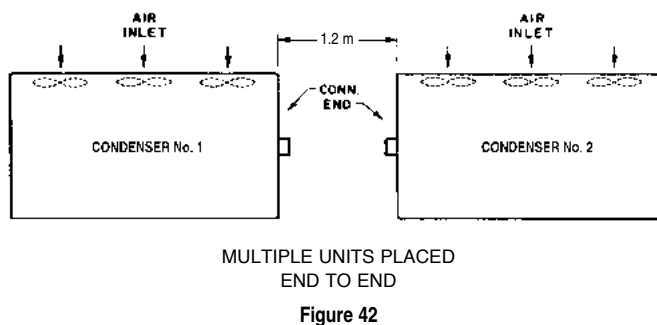 AIR
INLET
1.2 m
AIR
INLET
CONN.
END
CONDENSER No. 1
CONDENSER No. 2
MULTIPLE UNITS PLACED
END TO END
Figure 42